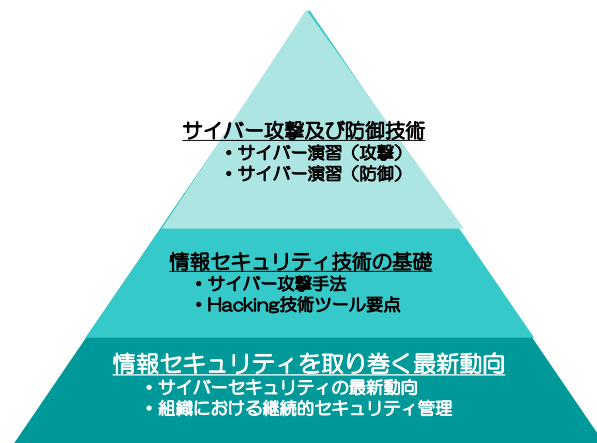 サイバー攻撃及び防御技術
・サイバー演習（攻撃）
・サイバー演習（防御）
情報セキュリティ技術の基礎
・サイバー攻撃手法
・Hacking技術ツール要点
情報セキュリティを取り巻く最新動向
・サイバーセキュリティの最新動向
・組織における継続的セキュリティ管理